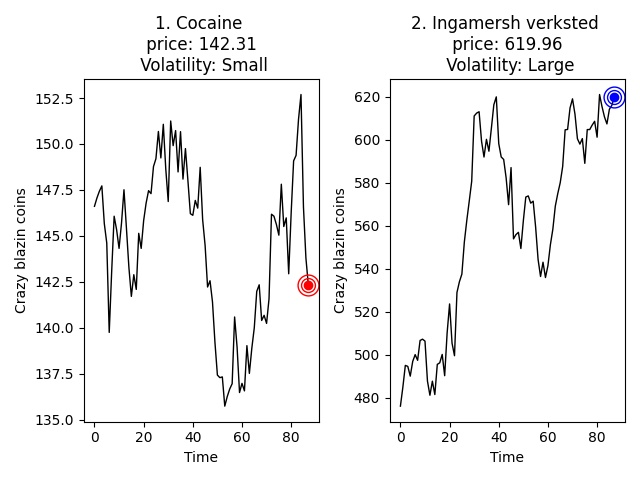 1. Cocaine
price: 142.31
Volatility: Small
152.5
150.0
147.5
145.0
142.5
140.0
137.5
135.0
Crazy blazin coins
0
20
40
60
80
Time
2. Ingamersh verksted
price: 619.96
Volatility: Large
620
600
580
560
540
520
500
480
Crazy blazin coins
0
20
40
60
80
Time